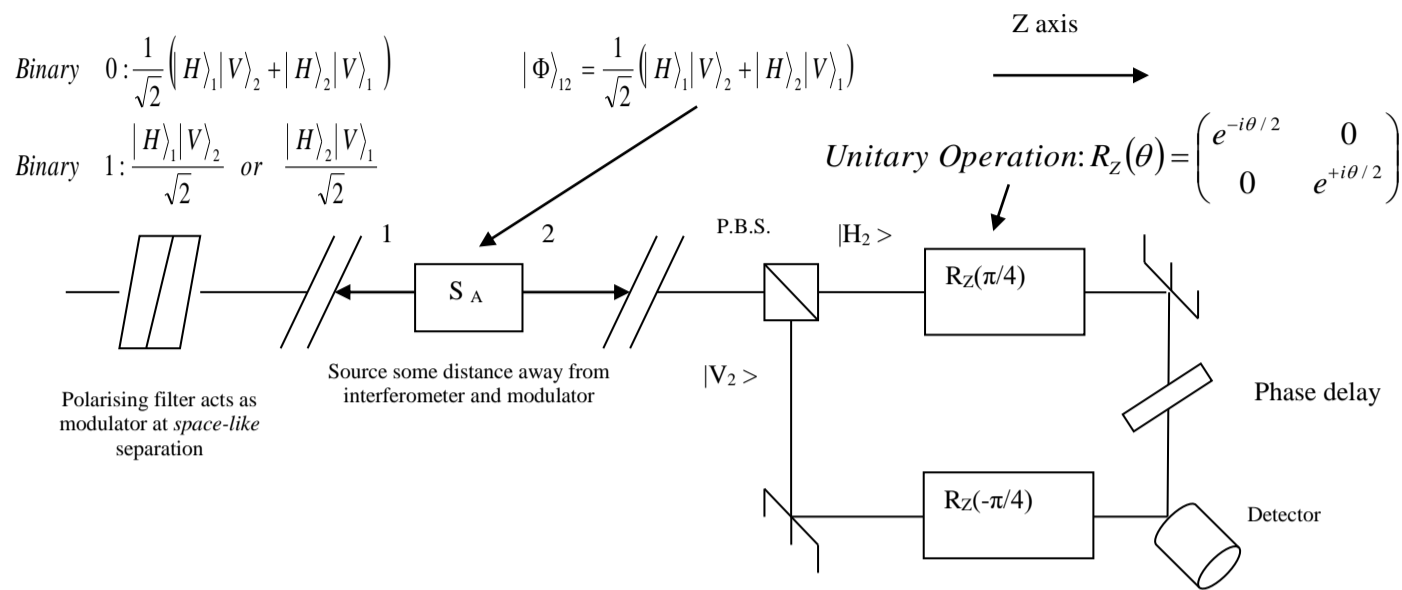 Z axis
Binary 0 : 1/√2 (|H⟩₁|V⟩₂ + |H⟩₂|V⟩₁)
|Φ⟩₁₂ = 1/√2 (|H⟩₁|V⟩₂ + |H⟩₂|V⟩₁)
Binary 1 : |H⟩₁|V⟩₂/√2 or |H⟩₂|V⟩₁/√2
Unitary Operation: R_Z(θ) = (e^{-iθ/2} 0
0 e^{+iθ/2})
1
2
P.B.S.
|H₂ >
S A
R_Z(π/4)
Source some distance away from
interferometer and modulator
|V₂ >
Polarising filter acts as
modulator at space-like
separation
Phase delay
R_Z(-π/4)
Detector